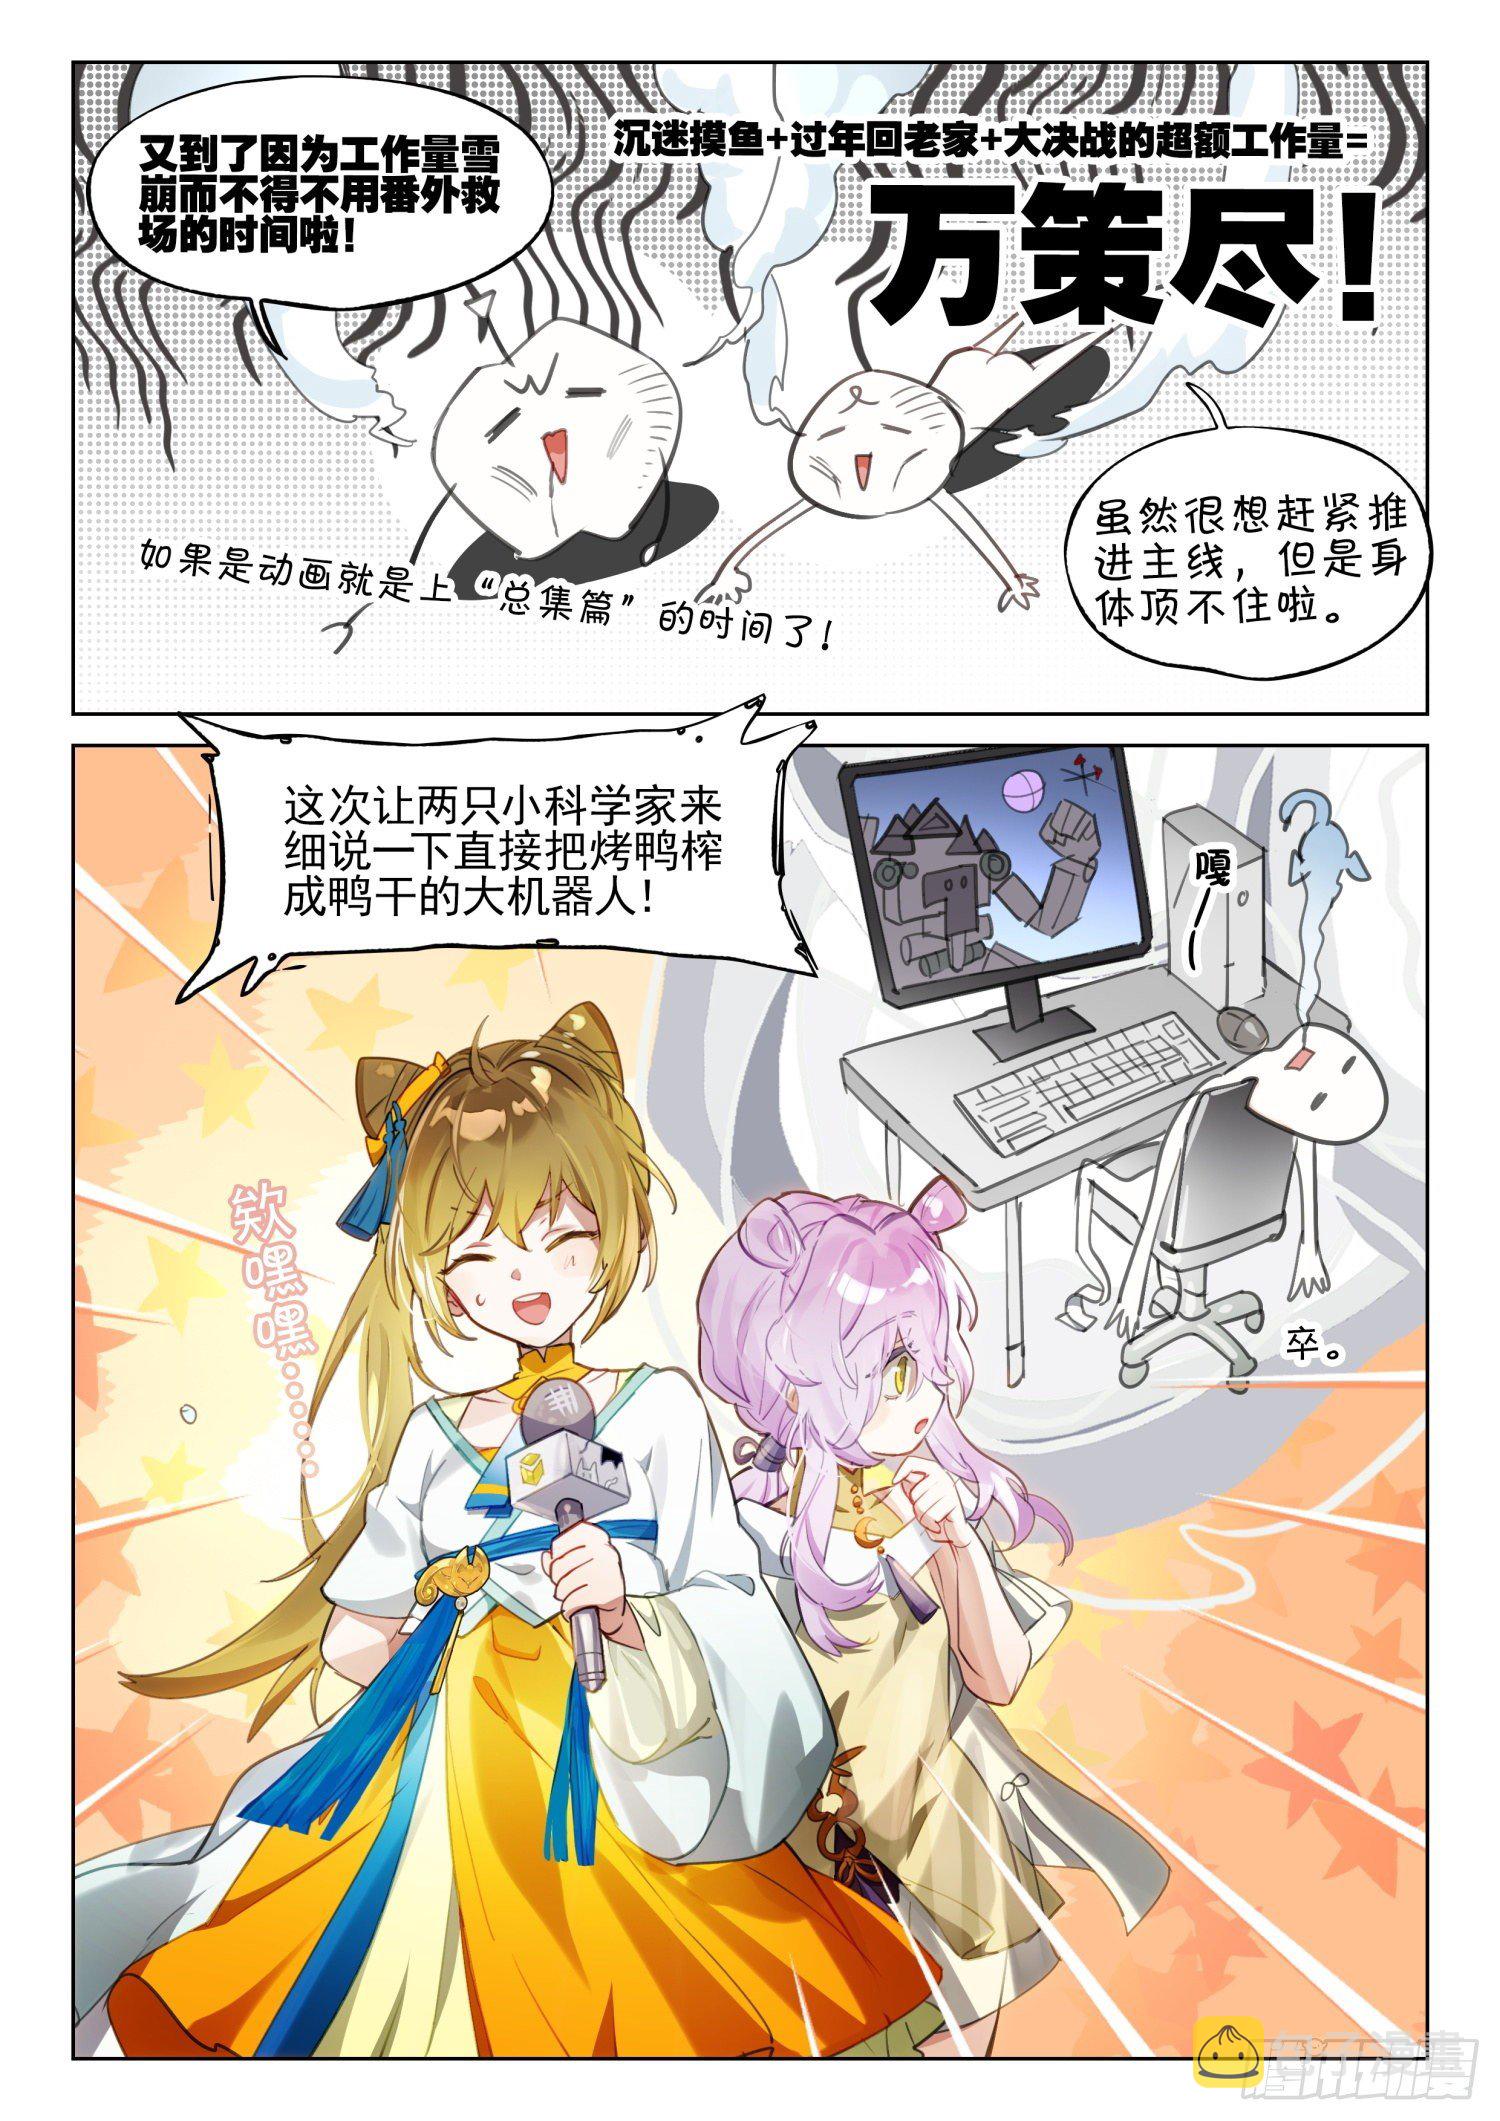 又到了因为工作量雪
崩而不得不用番外救
场的时间啦！
沉迷摸鱼+过年回老家+大决战的超额工作量=
万策尽！
如果是动画就是上“总集篇”的时间了！
虽然很想赶紧推
进主线，但是身
体顶不住啦。
这次让两只小科学家来
细说一下直接把烤鸭榨
成鸭干的大机器人！
嘎——
欸嘿嘿……
卒。